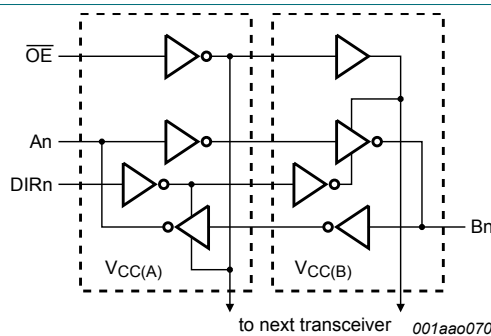 OE
An
DIRn
Bn
VCC(A)
VCC(B)
to next transceiver
001aao070